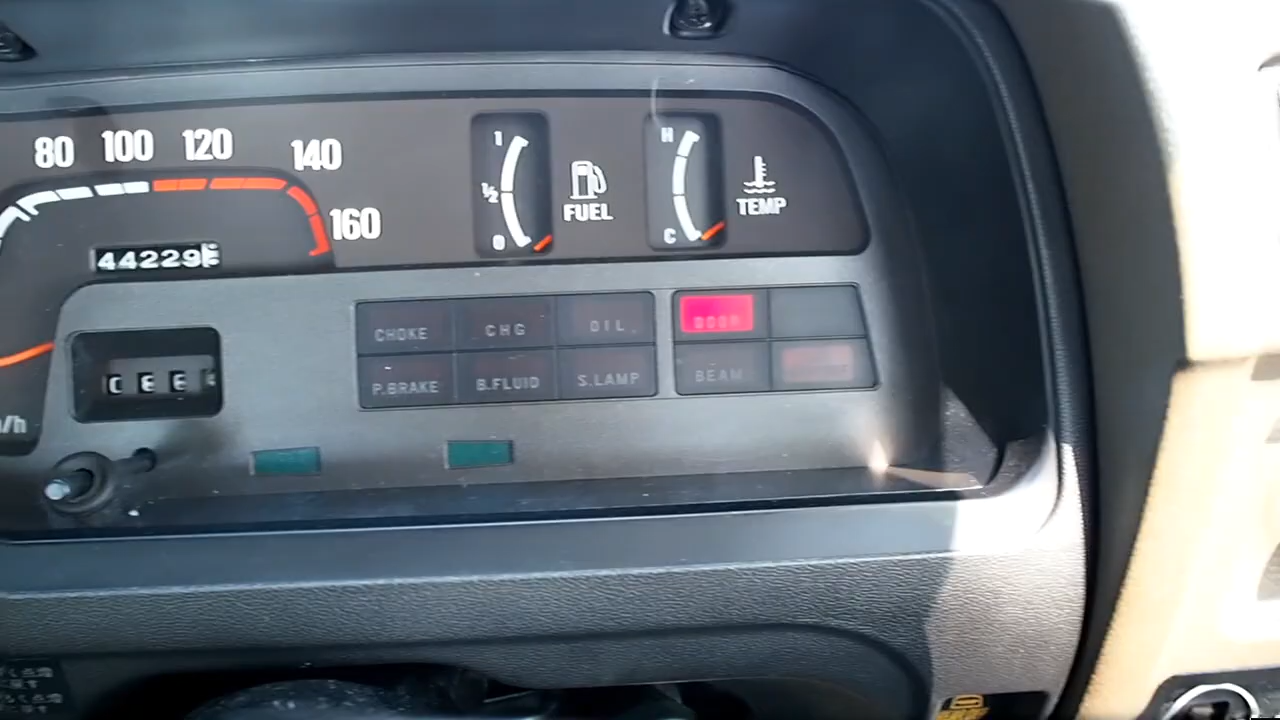 80 100 120 140
160
44229
1
½
0
FUEL
H
C
TEMP
CHOKE CHG OIL DOOR
P.BRAKE B.FLUID S.LAMP BEAM
/h